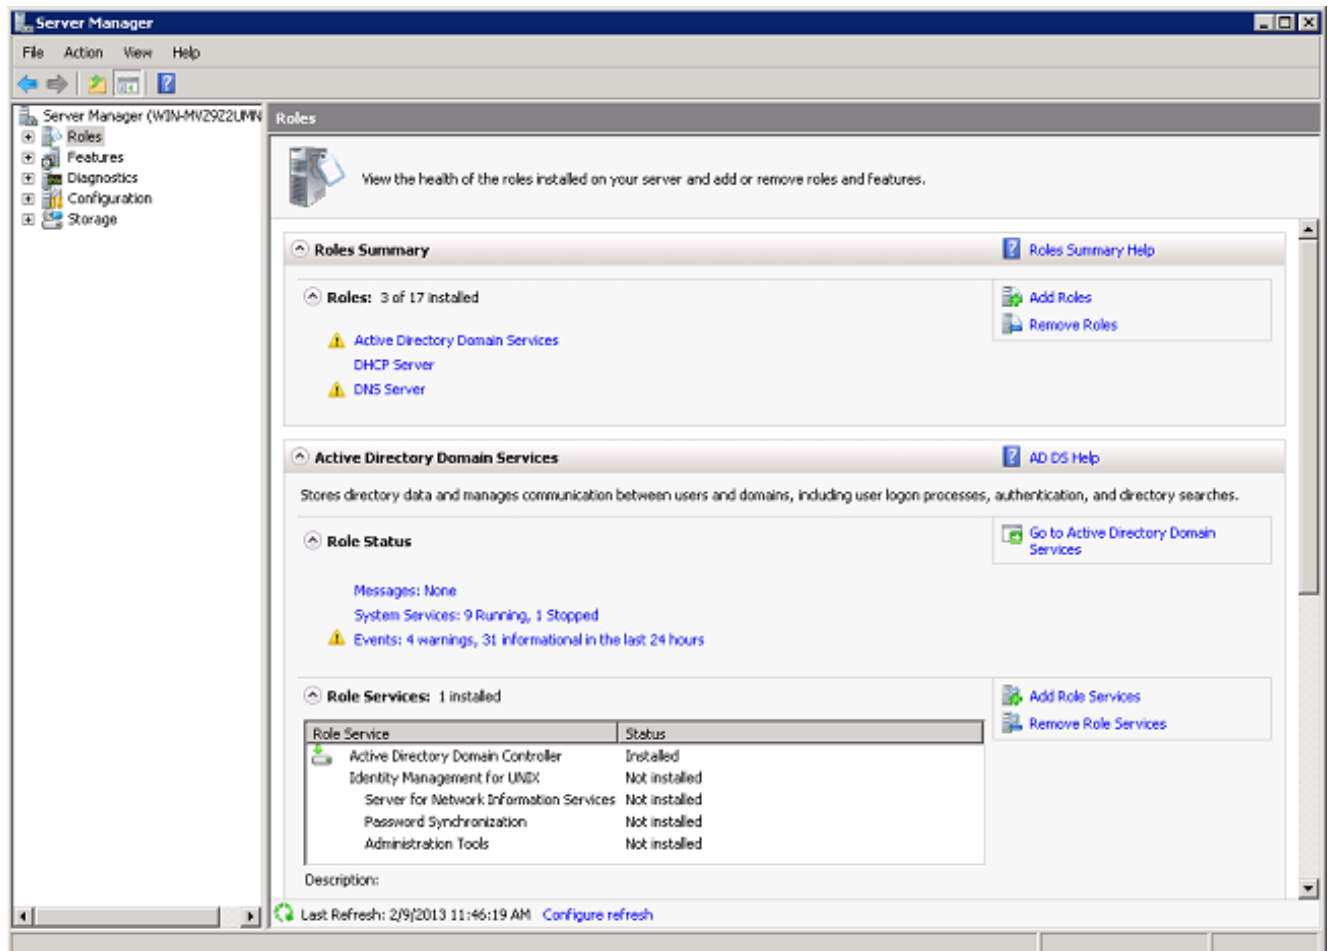 Server Manager
File Action View Help
Server Manager (WIN-MVZ9Z2UMN
Roles
Features
Diagnostics
Configuration
Storage
Roles
View the health of the roles installed on your server and add or remove roles and features.
Roles Summary
Roles Summary Help
Roles: 3 of 17 installed
Add Roles
Remove Roles
Active Directory Domain Services
DHCP Server
DNS Server
Active Directory Domain Services
AD DS Help
Stores directory data and manages communication between users and domains, including user logon processes, authentication, and directory searches.
Role Status
Go to Active Directory Domain
Services
Messages: None
System Services: 9 Running, 1 Stopped
Events: 4 warnings, 31 informational in the last 24 hours
Role Services: 1 installed
Add Role Services
Remove Role Services
Role Service Status
Active Directory Domain Controller Installed
Identity Management for UNIX Not installed
Server for Network Information Services Not installed
Password Synchronization Not installed
Administration Tools Not installed
Description:
Last Refresh: 2/9/2013 11:46:19 AM Configure refresh